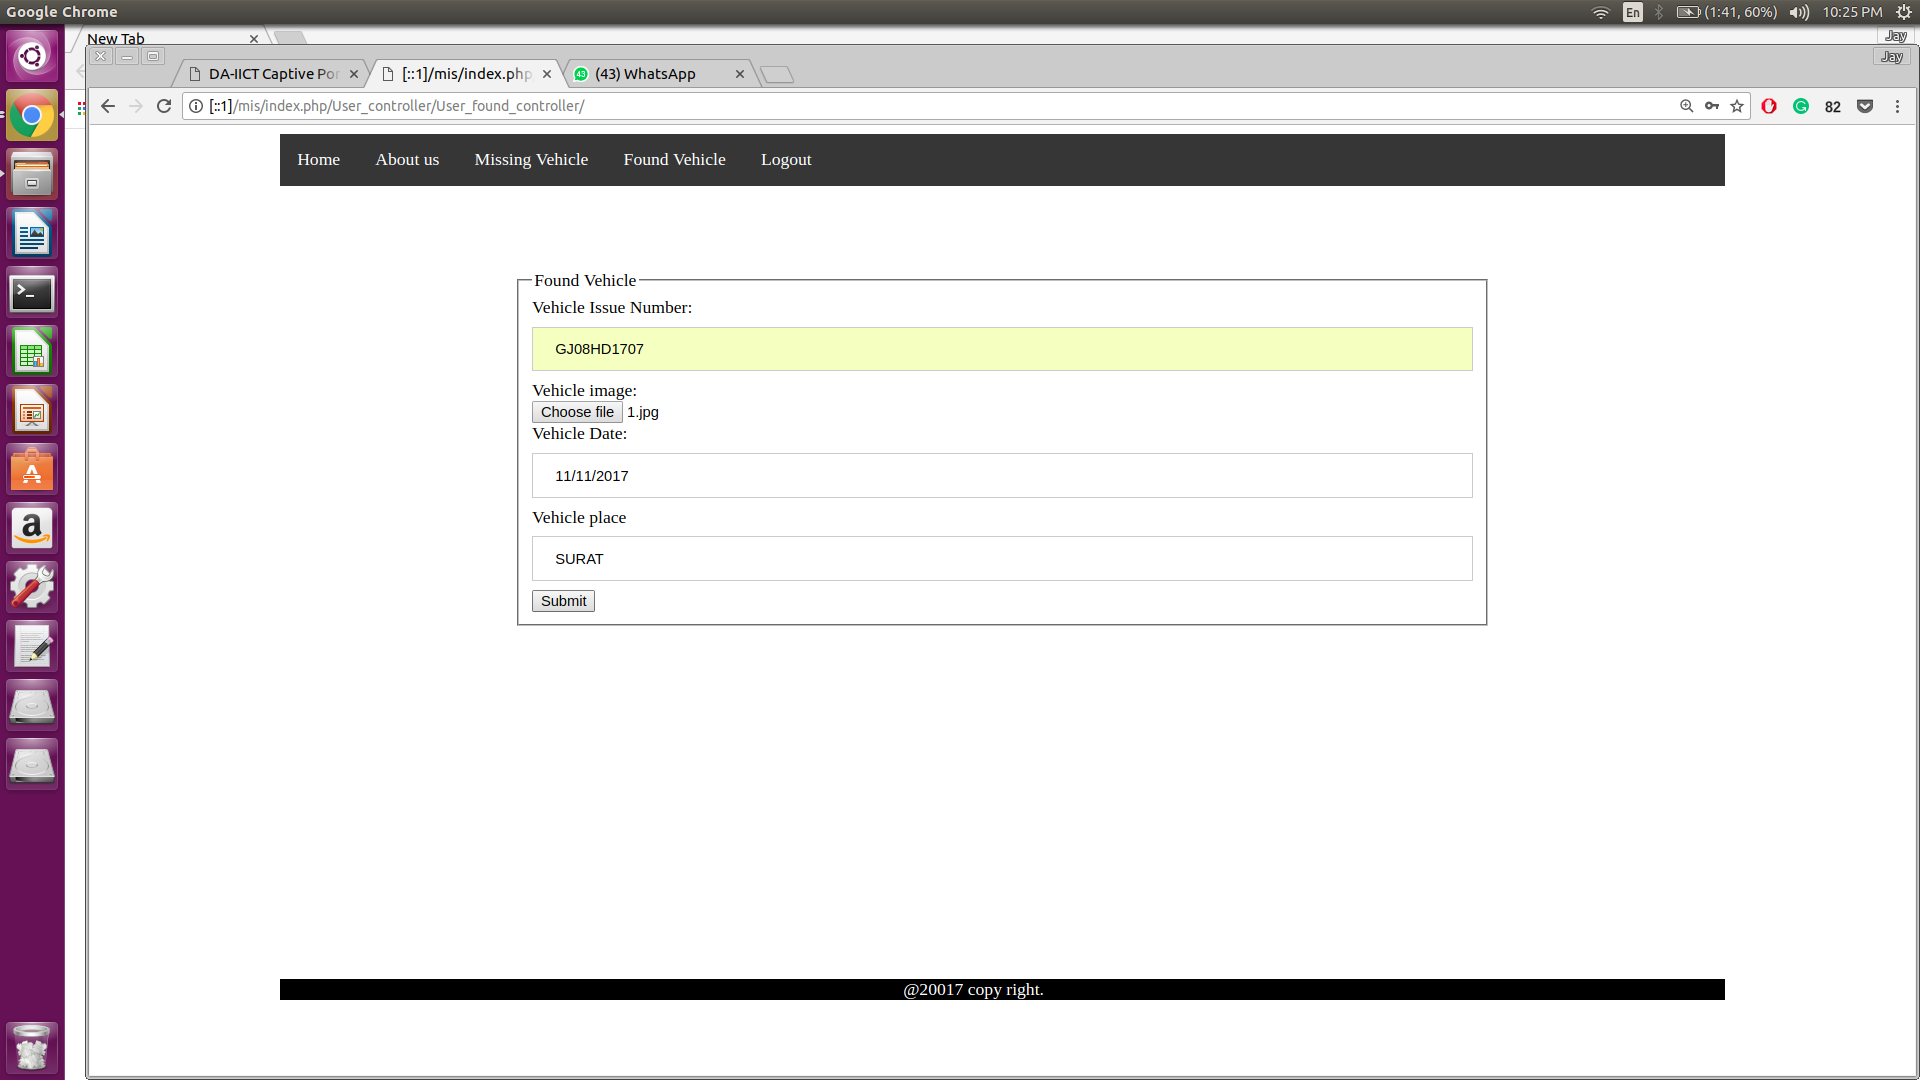 Google Chrome
En
(1:41, 60%)
10:25 PM
New Tab
Jay
Jay
DA-IICT Captive Por
[::1]/mis/index.php
43
(43) WhatsApp
[::1]/mis/index.php/User_controller/User_found_controller/
82
Home
About us
Missing Vehicle
Found Vehicle
Logout
Found Vehicle
Vehicle Issue Number:
GJ08HD1707
Vehicle image:
Choose file 1.jpg
Vehicle Date:
11/11/2017
Vehicle place
SURAT
Submit
@20017 copy right.